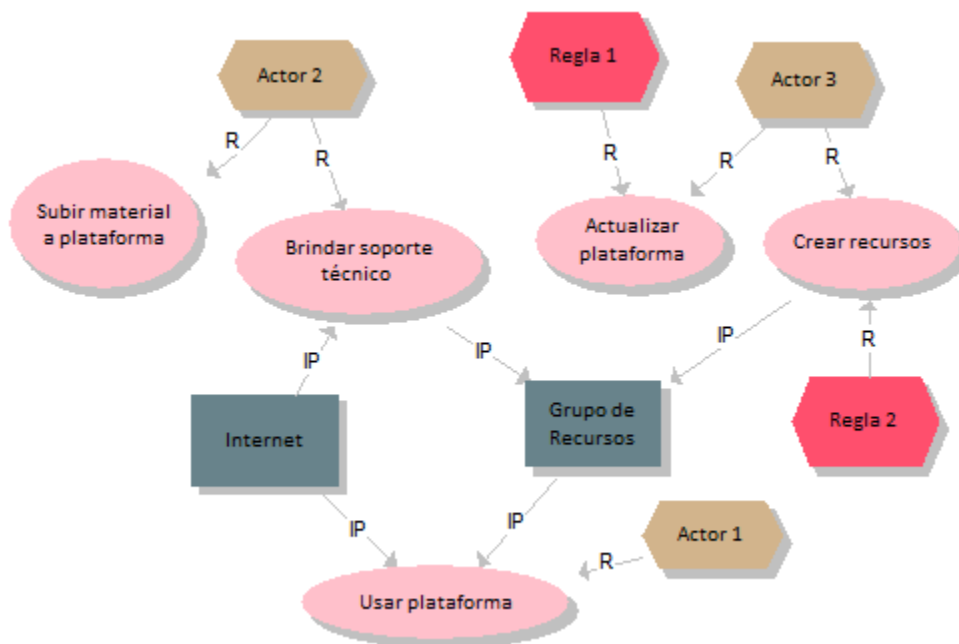 Regla 1
Actor 2
Actor 3
R
R
R
R
R
Subir material
a plataforma
Actualizar
plataforma
Crear recursos
Brindar soporte
técnico
R
IP
IP
IP
Internet
Grupo de
Recursos
Regla 2
IP
IP
Actor 1
R
Usar plataforma